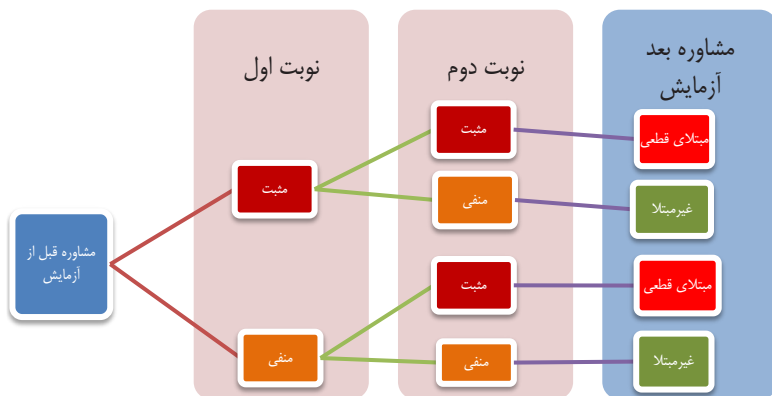 نوبت اول
نوبت دوم
مشاوره بعد
آزمایش
مشاوره قبل از
آزمایش
مثبت
منفی
مثبت
منفی
مثبت
منفی
مبتلای قطعی
غیرمبتلا
مبتلای قطعی
غیرمبتلا